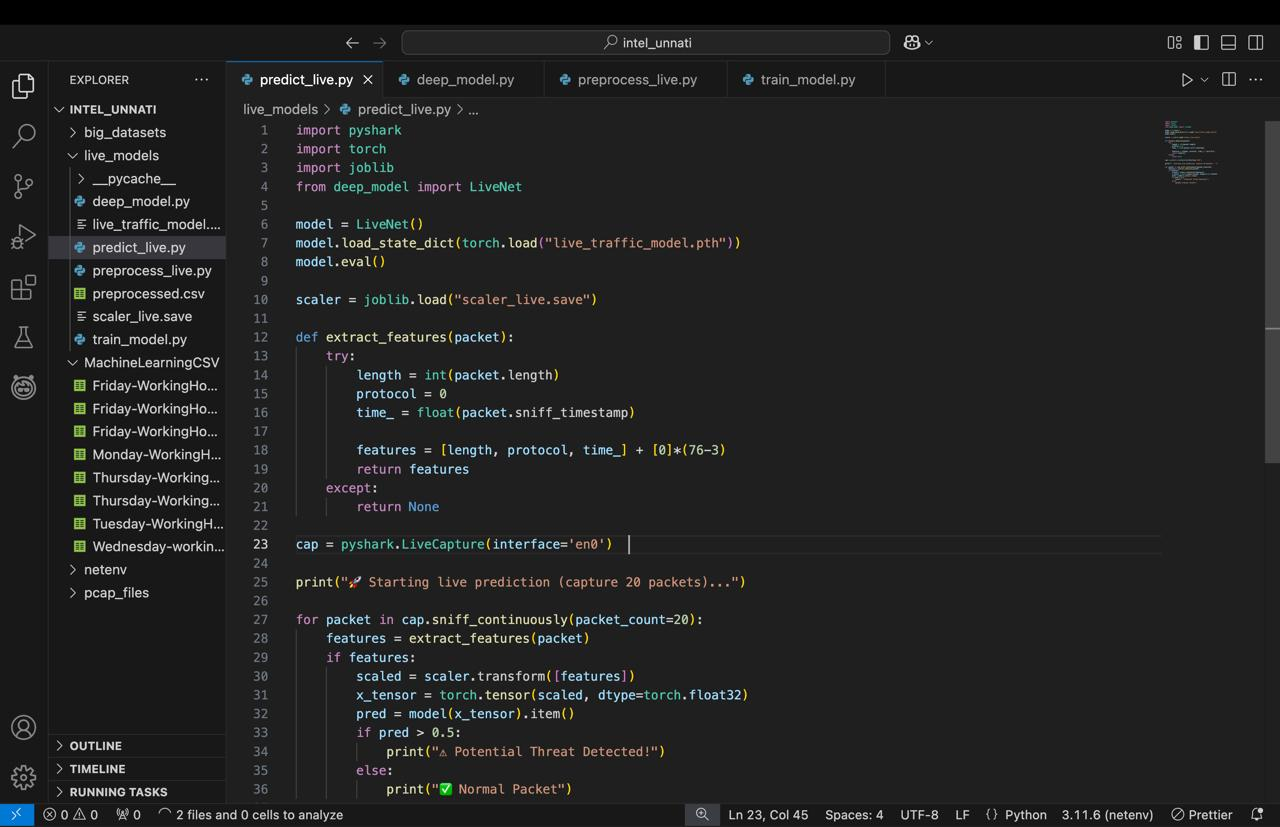 intel_unnati
EXPLORER
predict_live.py
deep_model.py
preprocess_live.py
train_model.py
INTEL_UNNATI
big_datasets
live_models
__pycache__
deep_model.py
live_traffic_model....
predict_live.py
preprocess_live.py
preprocessed.csv
scaler_live.save
train_model.py
MachineLearningCSV
Friday-WorkingHo...
Friday-WorkingHo...
Friday-WorkingHo...
Monday-WorkingH...
Thursday-Working...
Thursday-Working...
Tuesday-WorkingH...
Wednesday-workin...
netenv
pcap_files
OUTLINE
TIMELINE
RUNNING TASKS
live_models > predict_live.py > ...
1 import pyshark
2 import torch
3 import joblib
4 from deep_model import LiveNet
5
6 model = LiveNet()
7 model.load_state_dict(torch.load("live_traffic_model.pth"))
8 model.eval()
9
10 scaler = joblib.load("scaler_live.save")
11
12 def extract_features(packet):
13     try:
14         length = int(packet.length)
15         protocol = 0
16         time_ = float(packet.sniff_timestamp)
17
18         features = [length, protocol, time_] + [0]*(76-3)
19         return features
20     except:
21         return None
22
23 cap = pyshark.LiveCapture(interface='en0')
24
25 print("🚀 Starting live prediction (capture 20 packets)...")
26
27 for packet in cap.sniff_continuously(packet_count=20):
28     features = extract_features(packet)
29     if features:
30         scaled = scaler.transform([features])
31         x_tensor = torch.tensor(scaled, dtype=torch.float32)
32         pred = model(x_tensor).item()
33         if pred > 0.5:
34             print("⚠ Potential Threat Detected!")
35         else:
36             print("✅ Normal Packet")
0 0 0 2 files and 0 cells to analyze Ln 23, Col 45 Spaces: 4 UTF-8 LF {} Python 3.11.6 (netenv) Prettier